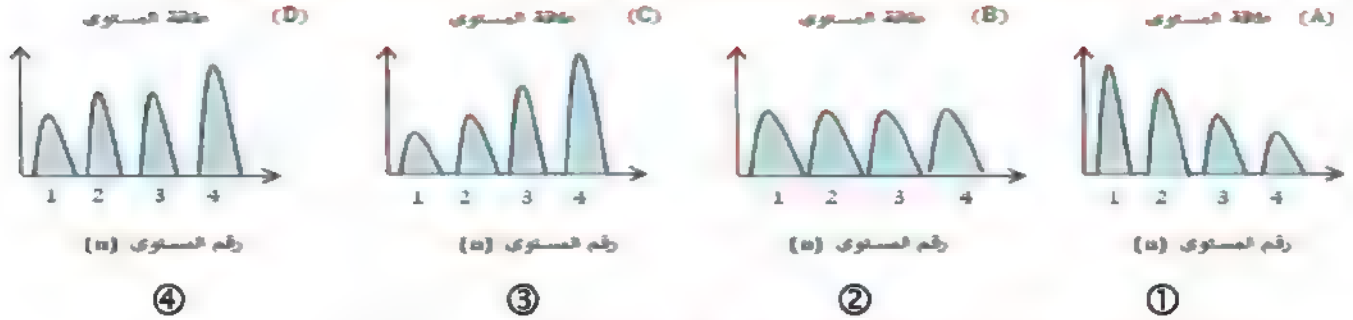 (A) طاقة المستوى
1 2 3 4
رقم المستوى (n)
①
(B) طاقة المستوى
1 2 3 4
رقم المستوى (n)
②
(C) طاقة المستوى
1 2 3 4
رقم المستوى (n)
③
(D) طاقة المستوى
1 2 3 4
رقم المستوى (n)
④